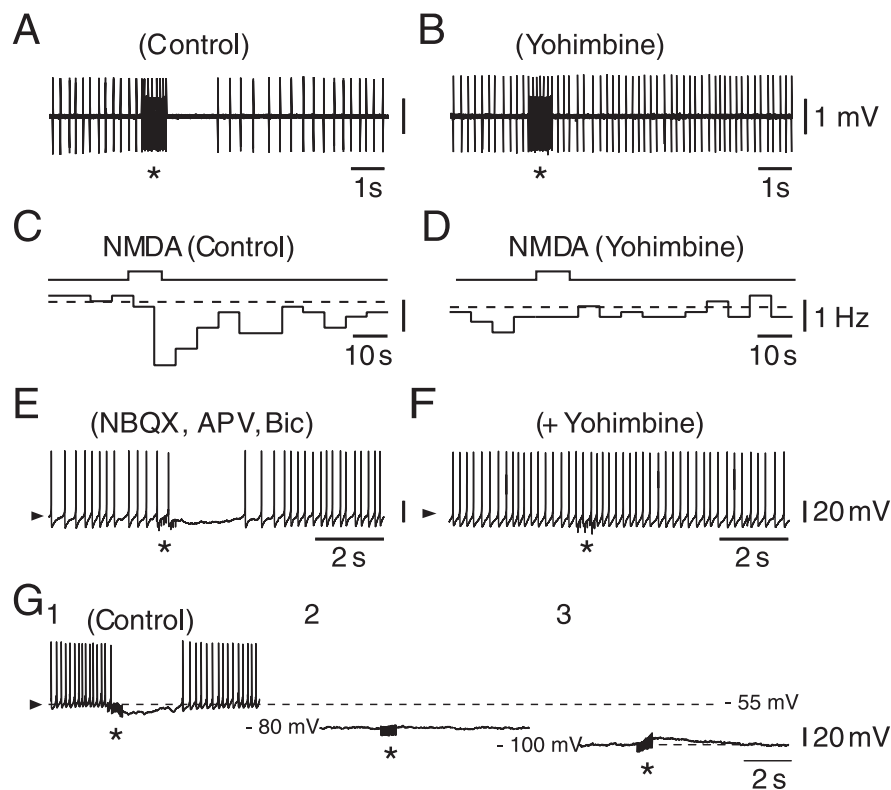 A (Control)
B (Yohimbine)
1 mV
*
1s
*
1s
C NMDA (Control)
D NMDA (Yohimbine)
1 Hz
10 s
10 s
E (NBQX, APV, Bic)
F (+ Yohimbine)
20 mV
*
2 s
*
2 s
G 1 (Control) 2 3
- 55 mV
- 80 mV
- 100 mV
20 mV
*
*
*
2 s